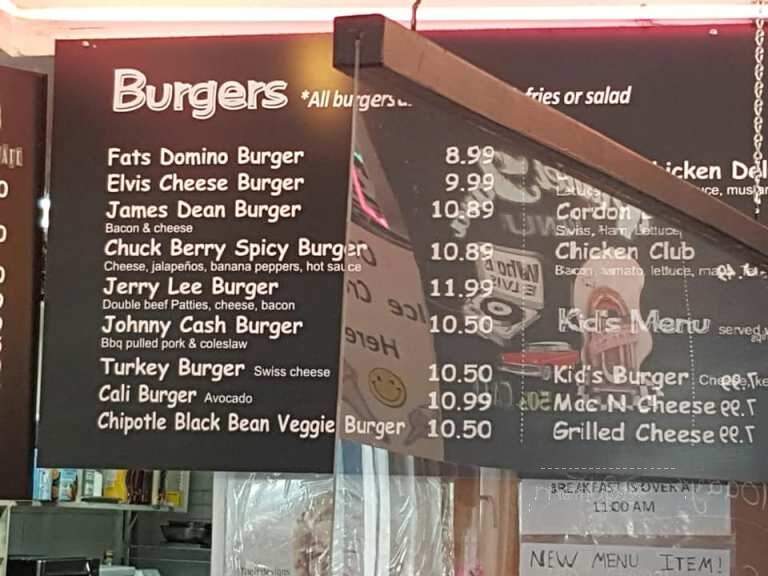 Burgers *All burgers fries or salad
Fats Domino Burger 8.99
Elvis Cheese Burger 9.99
James Dean Burger 10.89
Bacon & cheese
Chuck Berry Spicy Burger 10.89
Cheese, jalapeños, banana peppers, hot sauce
Jerry Lee Burger 11.99
Double beef Patties, cheese, bacon
Johnny Cash Burger 10.50
Bbq pulled pork & coleslaw
Turkey Burger Swiss cheese 10.50
Cali Burger Avocado 10.99
Chipotle Black Bean Veggie Burger 10.50
Cordon
Swiss, Ham, Lettuce
Chicken Club
Bacon, tomato, lettuce,
Kid's Menu served
Kid's Burger
Mac N Cheese
Grilled Cheese
Ice
Here
Who's
ELVIS
BREAKFAST IS OVER AT
11:00 AM
NEW MENU ITEM!